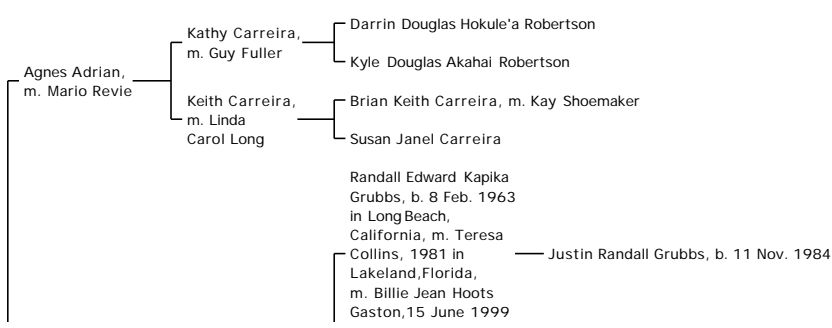 Agnes Adrian,
m. Mario Revie
Kathy Carreira,
m. Guy Fuller
Darrin Douglas Hokule'a Robertson
Kyle Douglas Akahai Robertson
Keith Carreira,
m. Linda
Carol Long
Brian Keith Carreira, m. Kay Shoemaker
Susan Janel Carreira
Randall Edward Kapika
Grubbs, b. 8 Feb. 1963
in Long Beach,
California, m. Teresa
Collins, 1981 in
Lakeland,Florida,
m. Billie Jean Hoots
Gaston,15 June 1999
Justin Randall Grubbs, b. 11 Nov. 1984